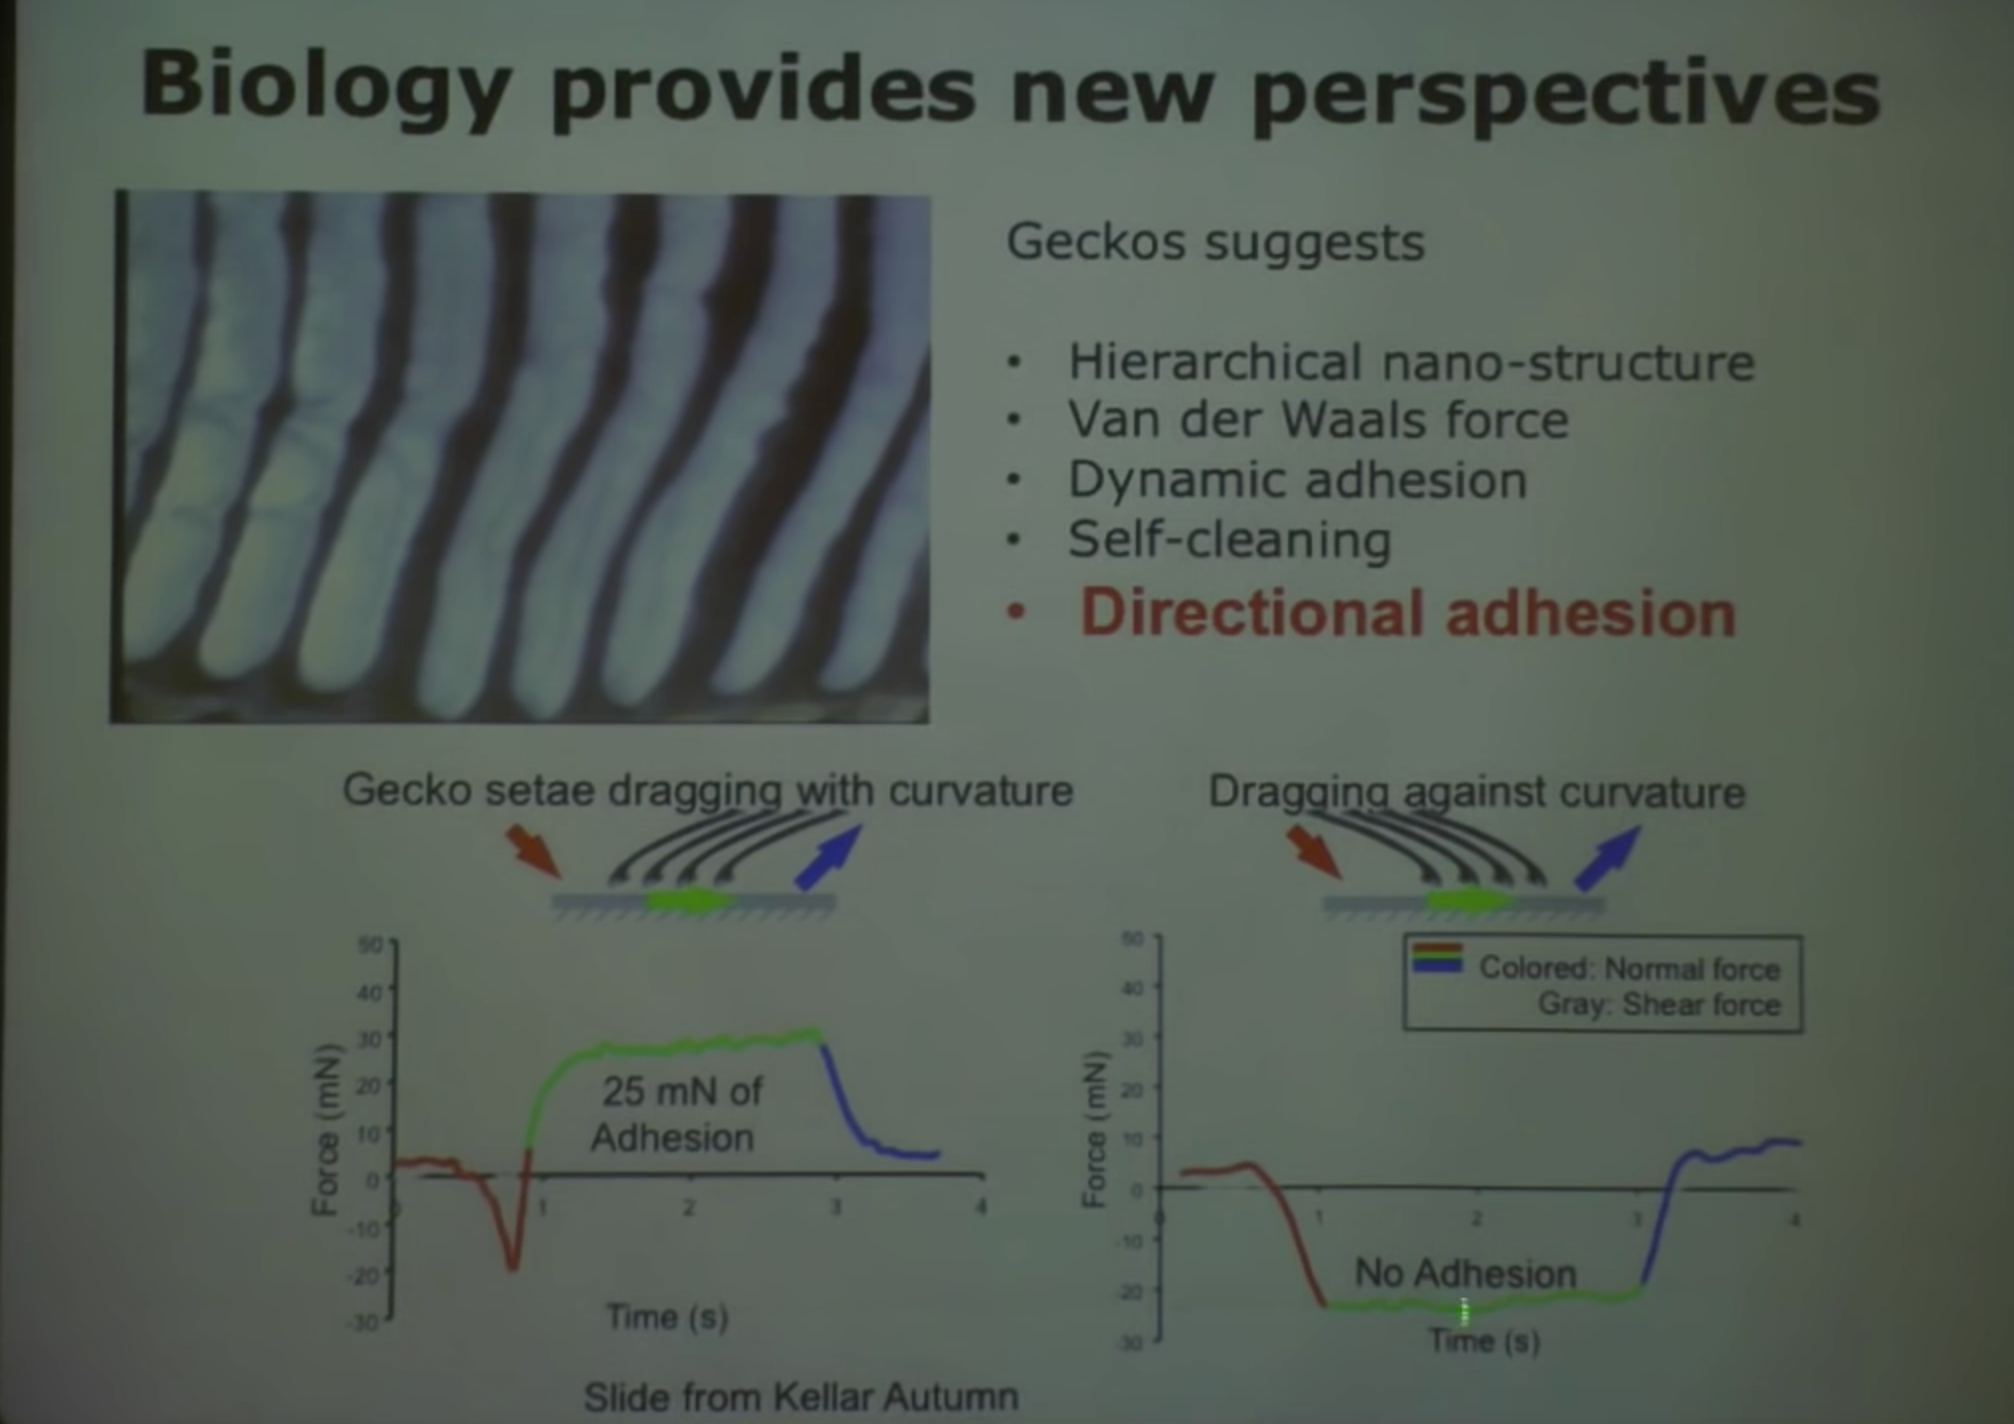 Biology provides new perspectives
Geckos suggests
• Hierarchical nano-structure
• Van der Waals force
• Dynamic adhesion
• Self-cleaning
• Directional adhesion
Gecko setae dragging with curvature
Force (mN)
50
40
30
20
10
0
-10
-20
-30
0
1
2
3
4
25 mN of
Adhesion
Time (s)
Dragging against curvature
Colored: Normal force
Gray: Shear force
Force (mN)
50
40
30
20
10
0
-10
-20
-30
0
1
2
3
4
No Adhesion
Time (s)
Slide from Kellar Autumn